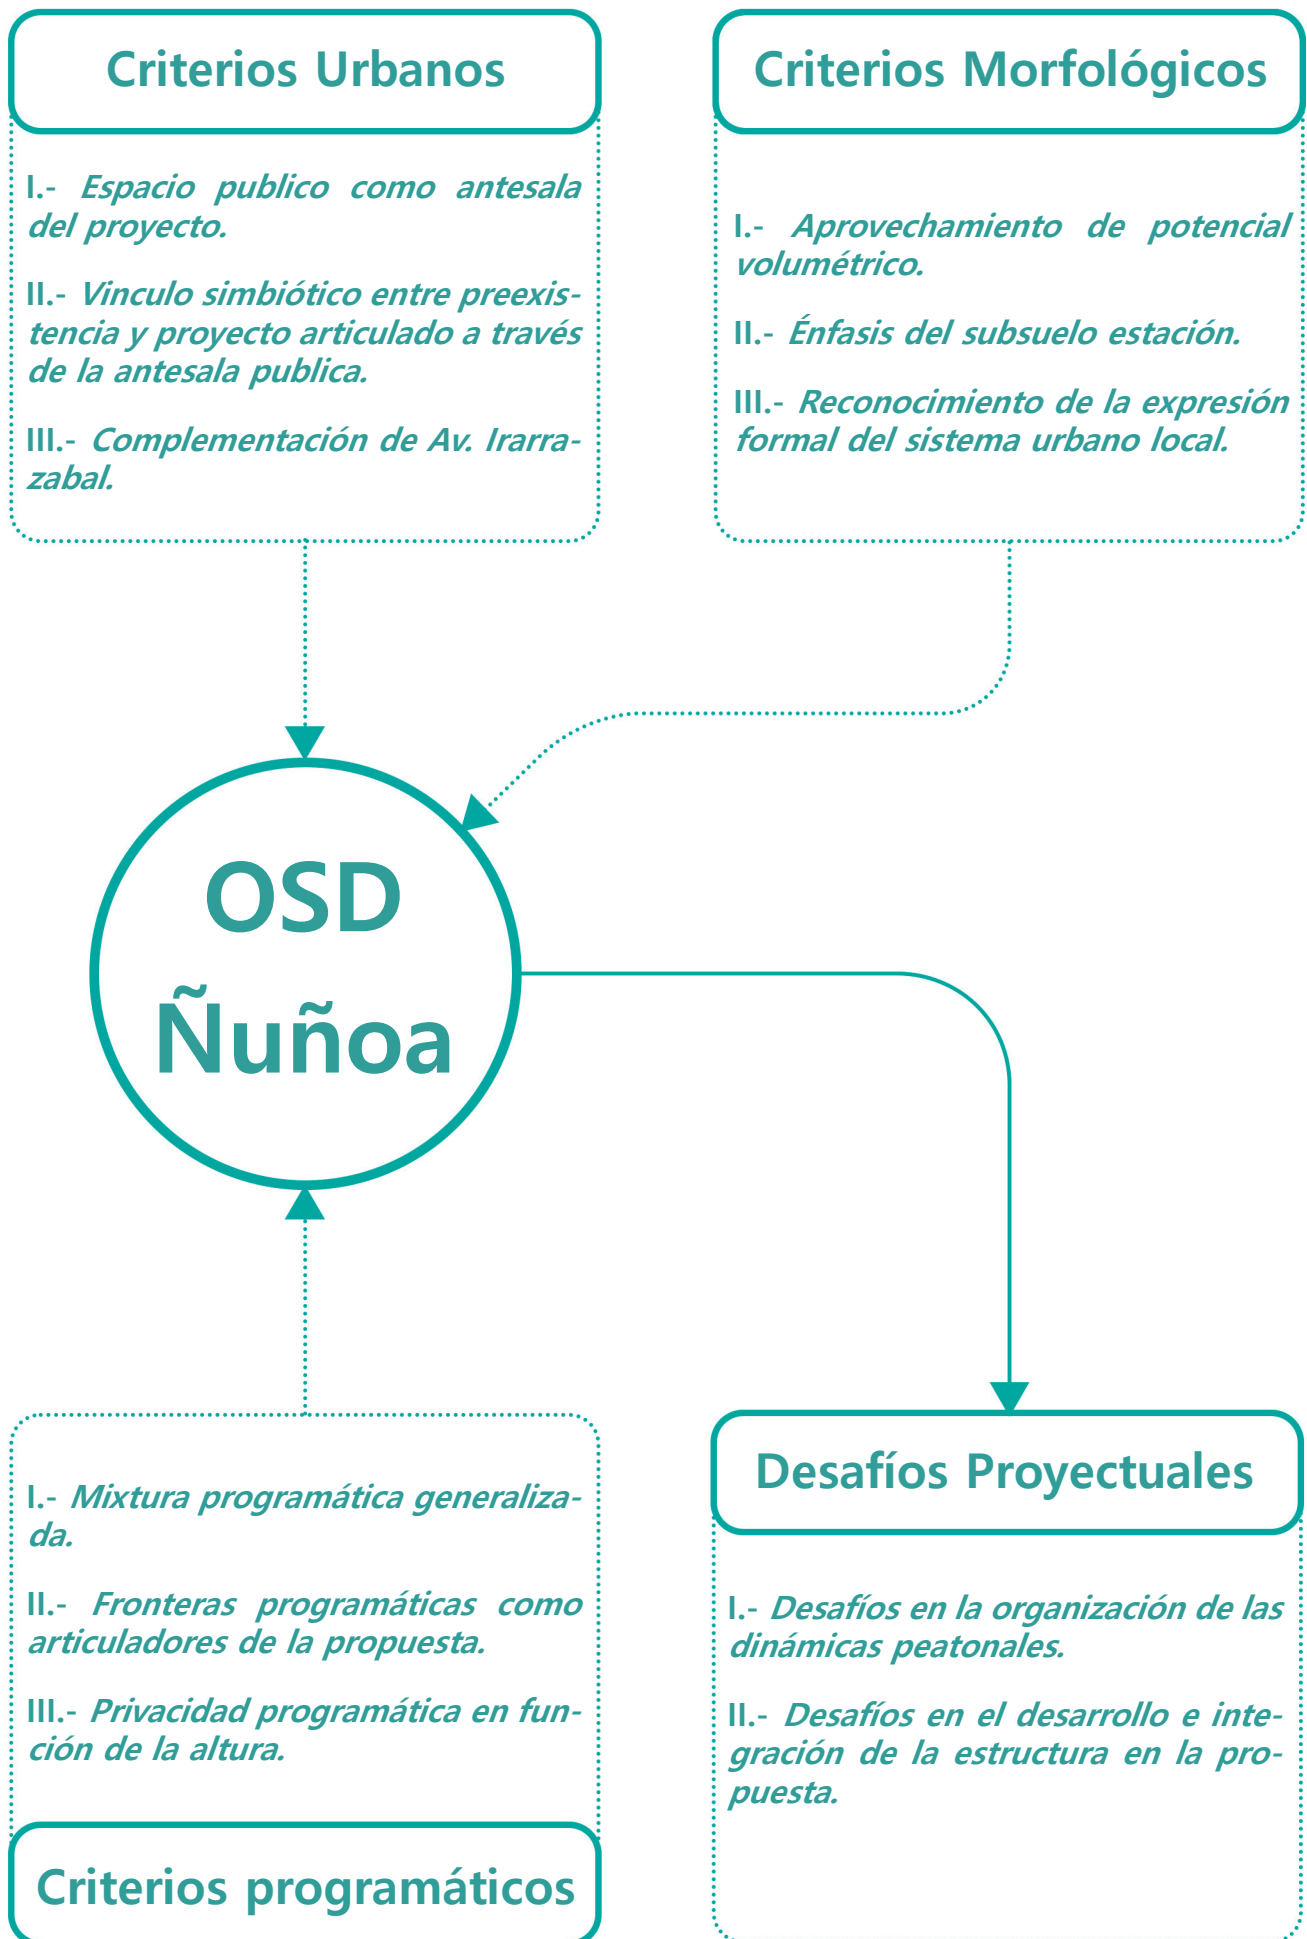 Criterios Urbanos
I.- Espacio publico como antesala
del proyecto.
II.- Vinculo simbiótico entre preexis-
tencia y proyecto articulado a través
de la antesala publica.
III.- Complementación de Av. Irarra-
zabal.
Criterios Morfológicos
I.- Aprovechamiento de potencial
volumétrico.
II.- Énfasis del subsuelo estación.
III.- Reconocimiento de la expresión
formal del sistema urbano local.
OSD
Ñuñoa
I.- Mixtura programática generaliza-
da.
II.- Fronteras programáticas como
articuladores de la propuesta.
III.- Privacidad programática en fun-
ción de la altura.
Criterios programáticos
Desafíos Proyectuales
I.- Desafíos en la organización de las
dinámicas peatonales.
II.- Desafíos en el desarrollo e inte-
gración de la estructura en la pro-
puesta.